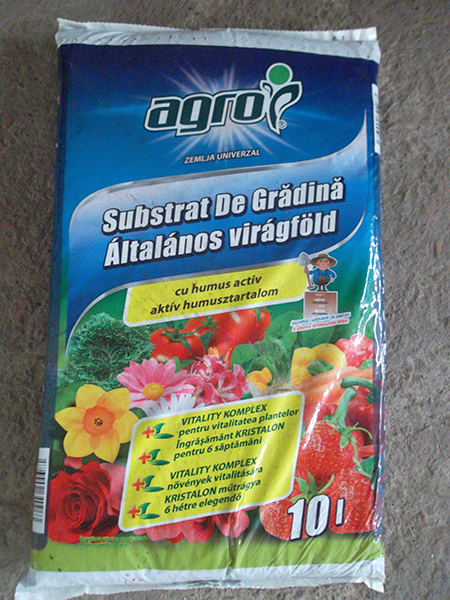 agro
®
ZEMLJA UNIVERZAL
Substrat De Grădină
Általános virágföld
cu humus activ
aktív humusztartalom
VITALITY KOMPLEX
pentru vitalitatea plantelor
Îngrășământ KRISTALON
pentru 6 săptămâni
VITALITY KOMPLEX
növények vitalitására
KRISTALON műtrágya
6 hétre elegendő
10 l